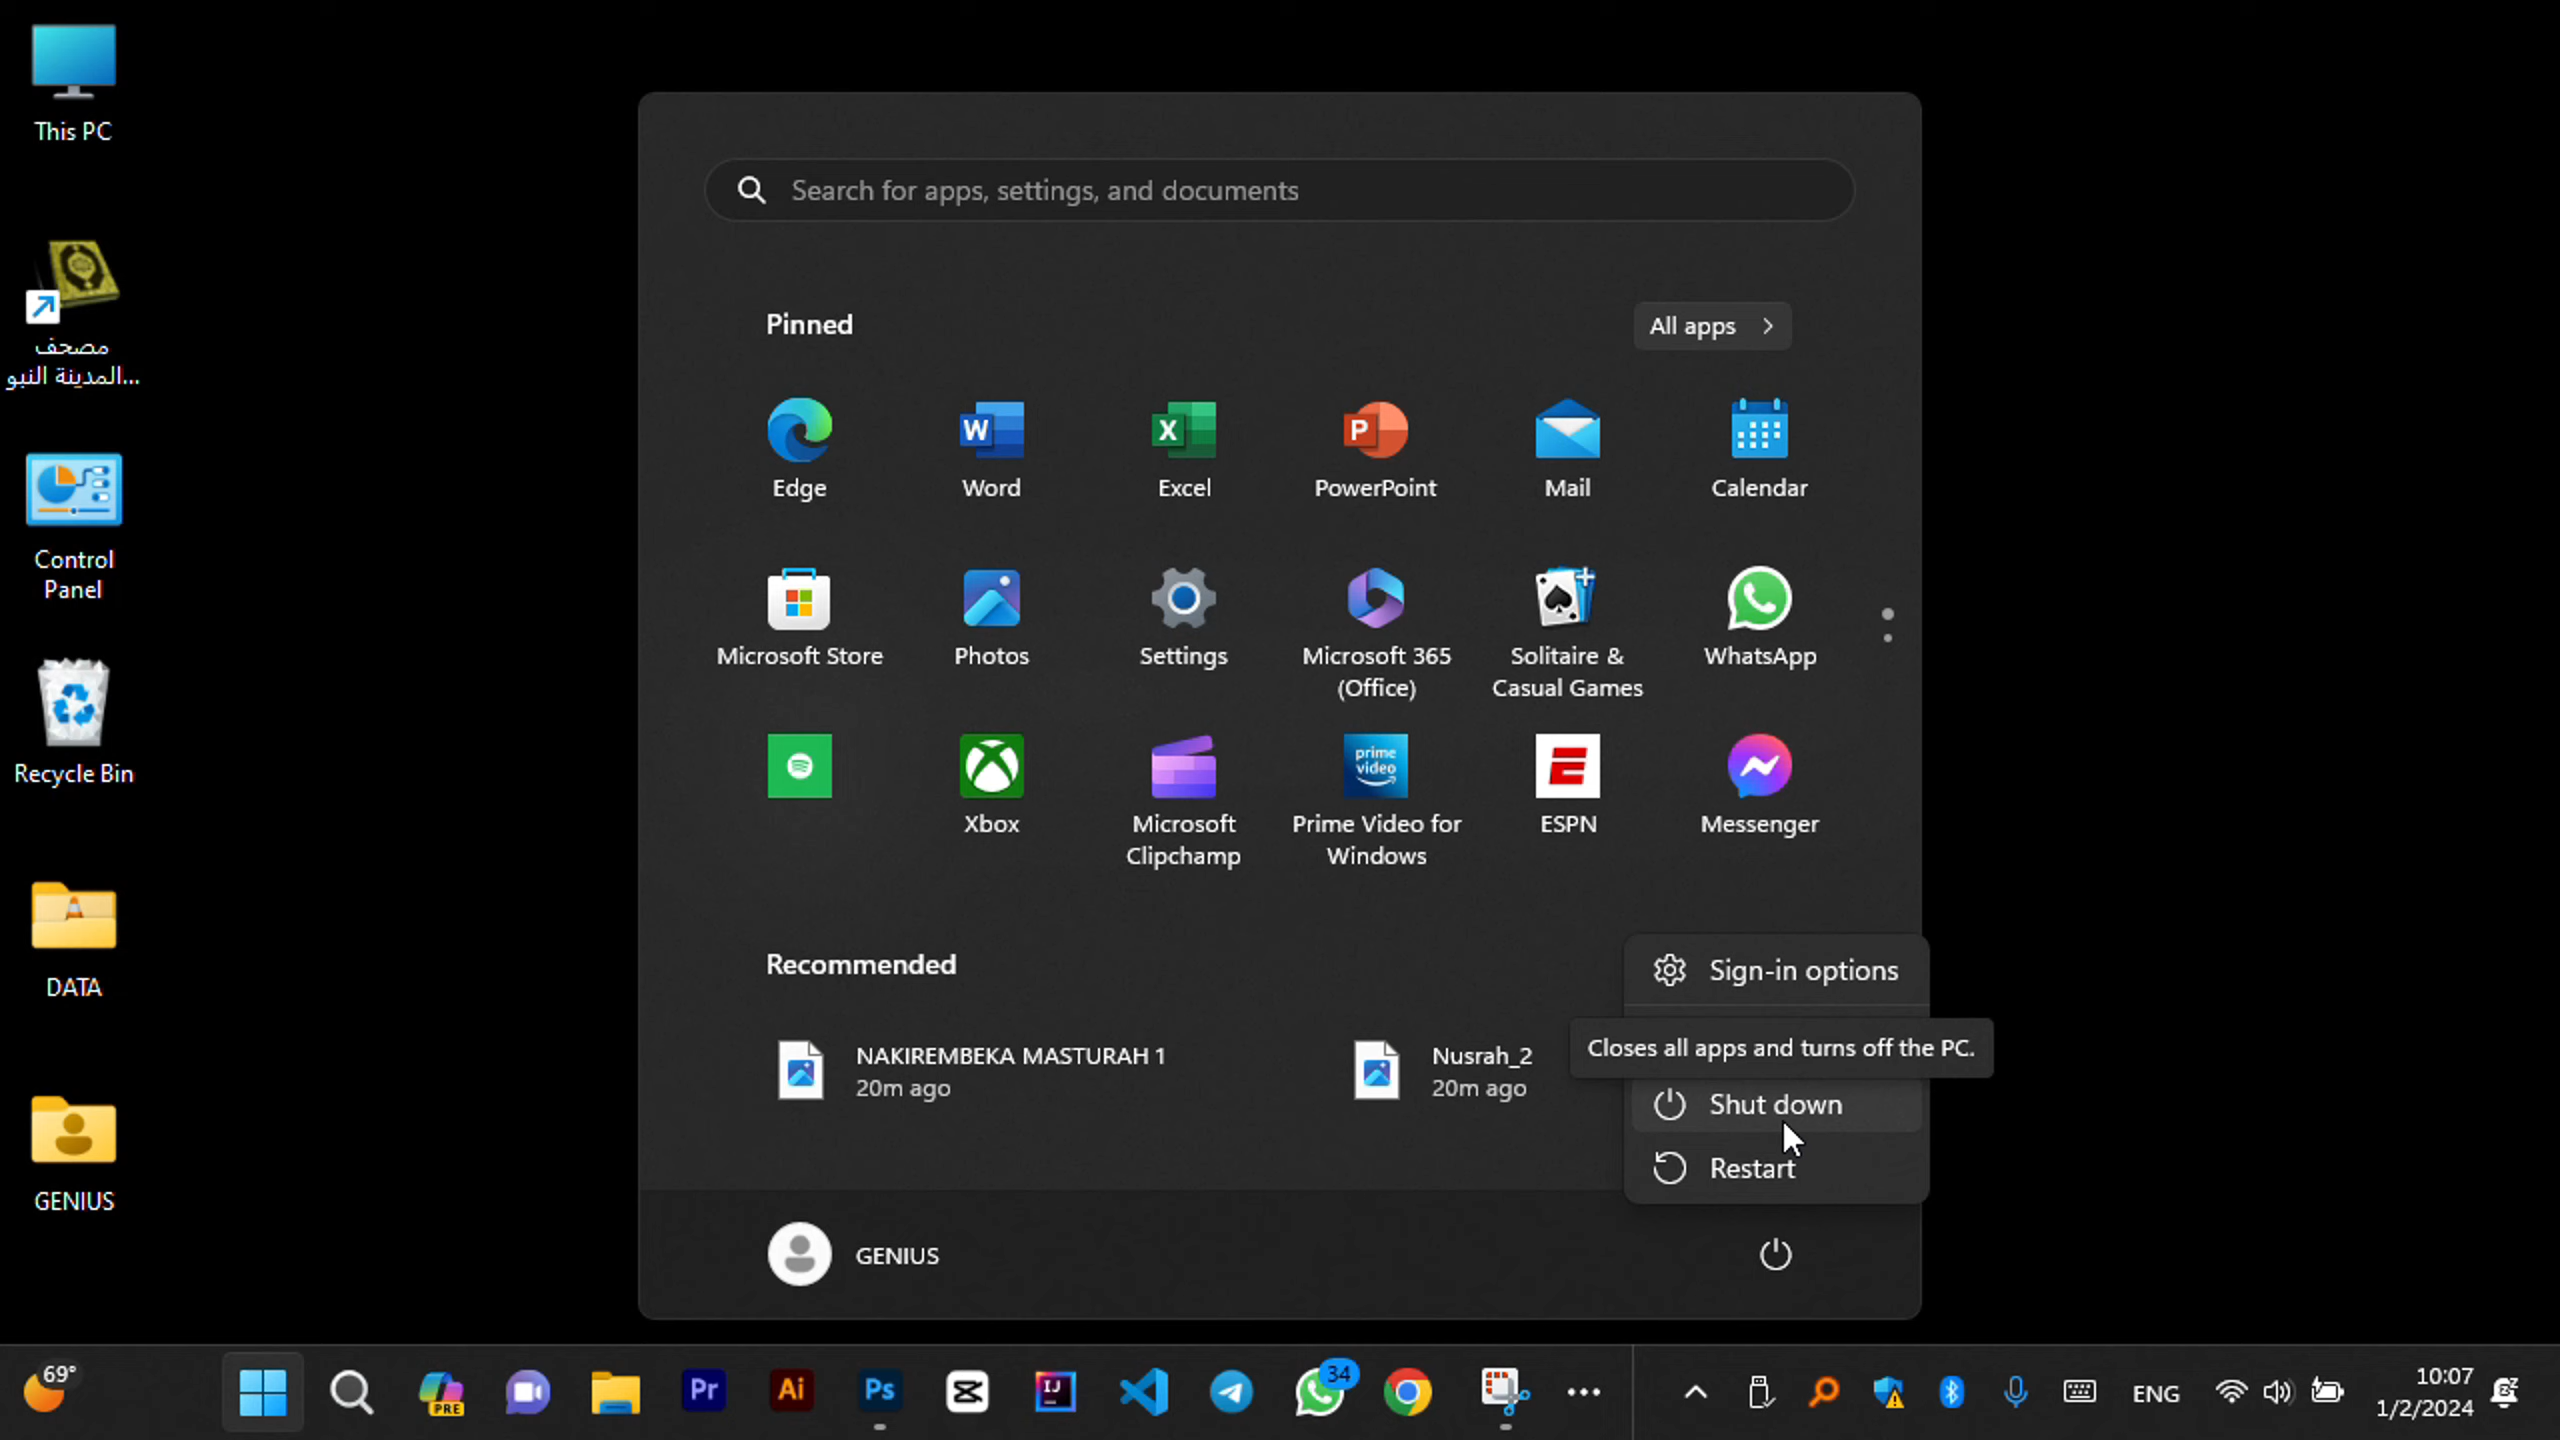 This PC
مصحف
المدينة النبو...
Control
Panel
Recycle Bin
DATA
GENIUS
Search for apps, settings, and documents
Pinned
All apps
Edge
Word
Excel
PowerPoint
Mail
Calendar
Microsoft Store
Photos
Settings
Microsoft 365
(Office)
Solitaire &
Casual Games
WhatsApp
prime
video
Xbox
Microsoft
Clipchamp
Prime Video for
Windows
ESPN
Messenger
Recommended
NAKIREMBEKA MASTURAH 1
20m ago
Nusrah_2
20m ago
Sign-in options
Closes all apps and turns off the PC.
Shut down
Restart
GENIUS
69°
PRE
Pr
Ai
Ps
IJ
34
ENG
10:07
1/2/2024